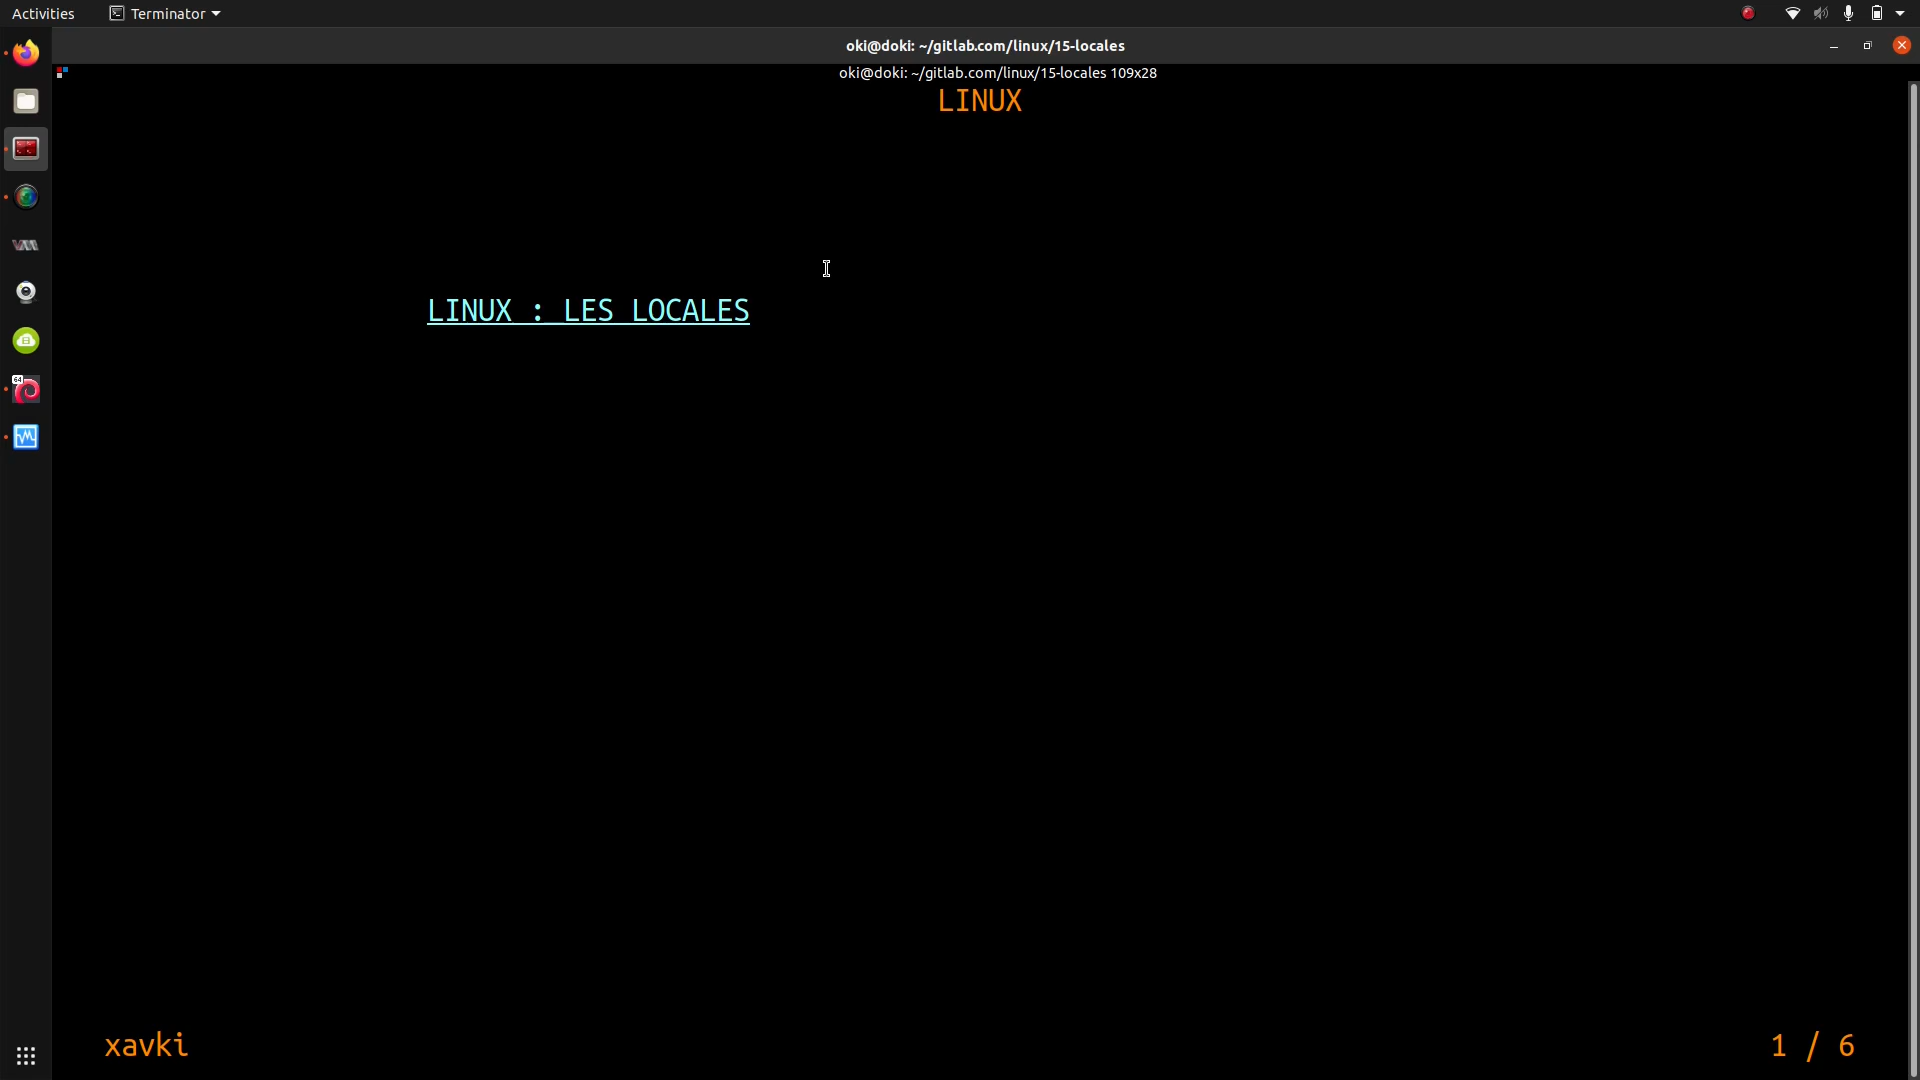 Activities Terminator
oki@doki: ~/gitlab.com/linux/15-locales
oki@doki: ~/gitlab.com/linux/15-locales 109x28
LINUX
LINUX : LES LOCALES
64
xavki
1 / 6